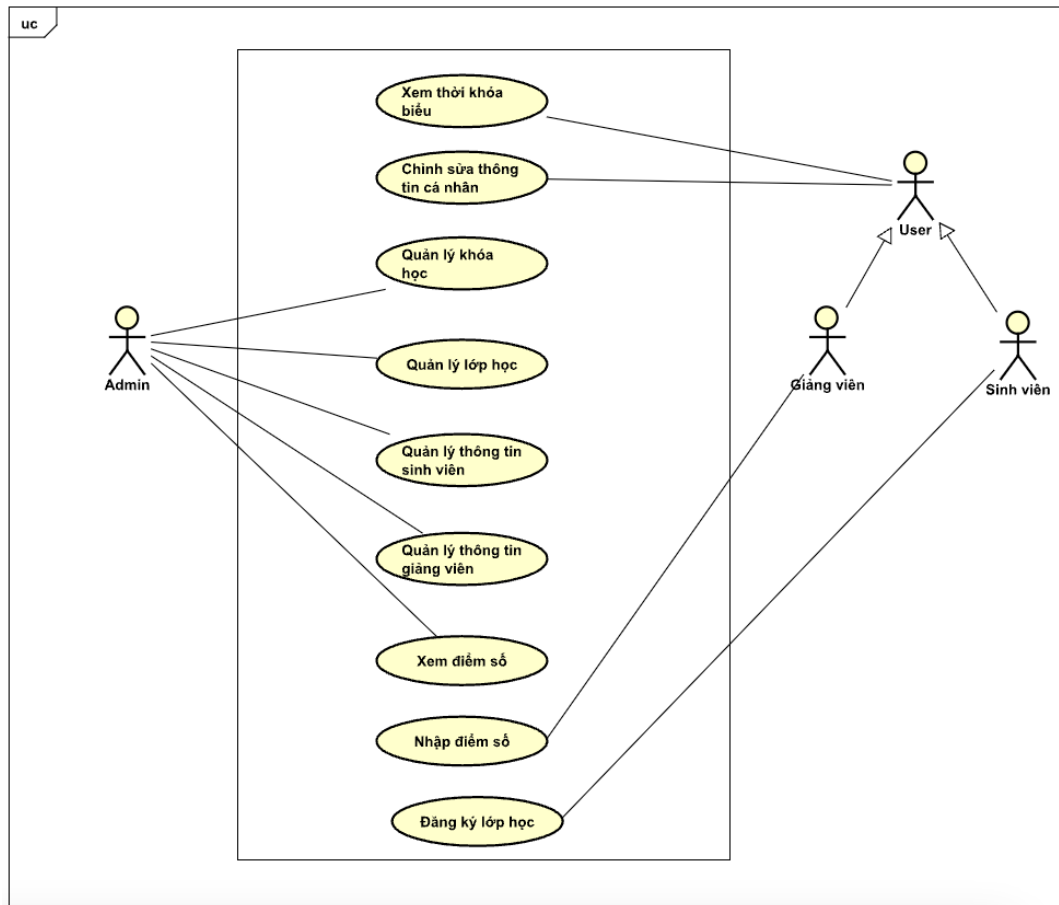 uc
Xem thời khóa
biểu
Chỉnh sửa thông
tin cá nhân
User
Quản lý khóa
học
Admin
Quản lý lớp học
Giảng viên
Sinh viên
Quản lý thông tin
sinh viên
Quản lý thông tin
giảng viên
Xem điểm số
Nhập điểm số
Đăng ký lớp học